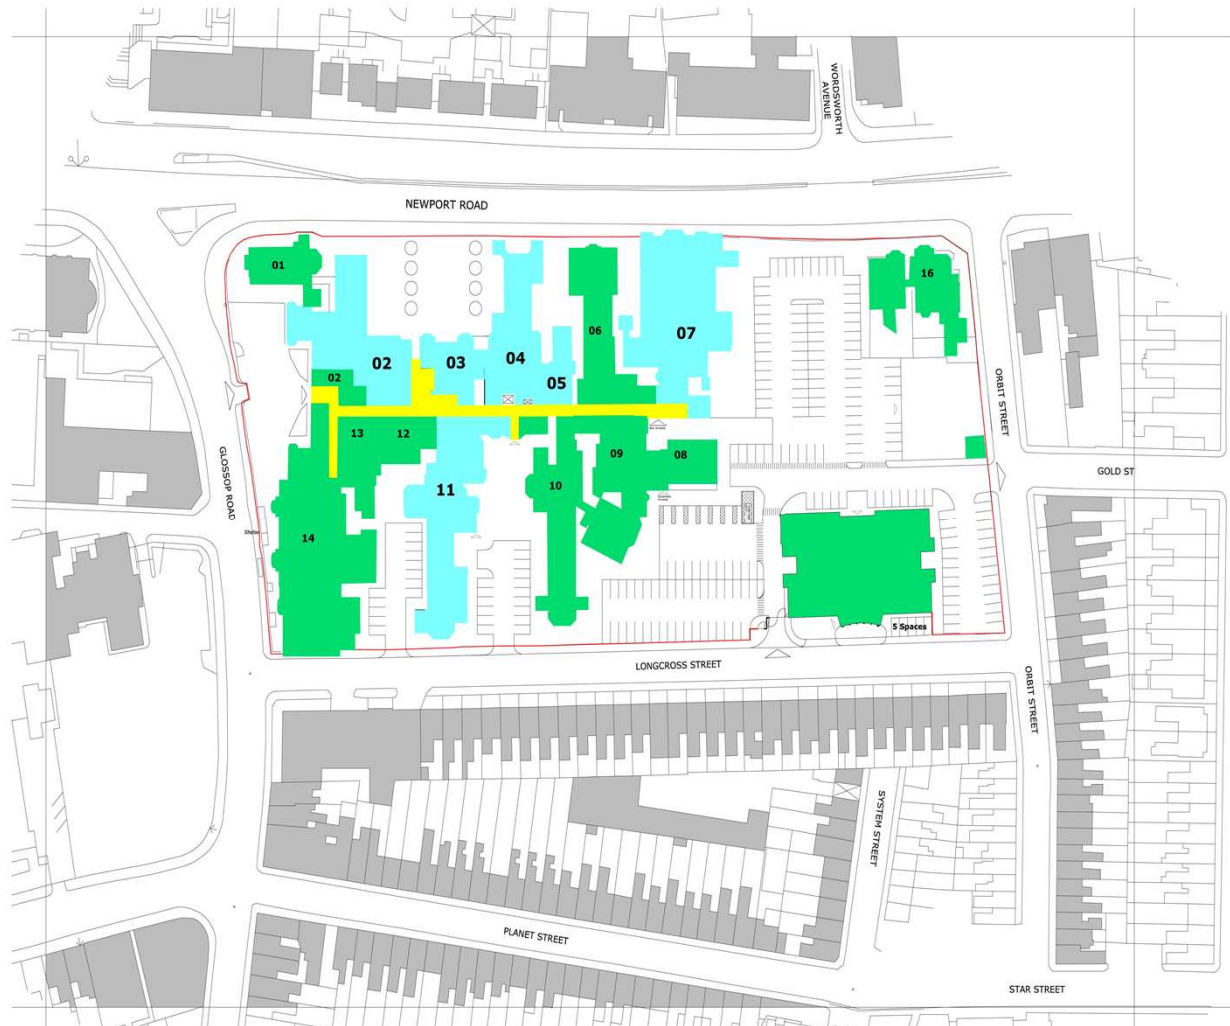 WORDSWORTH
AVENUE
NEWPORT ROAD
01
16
06
07
02
03
04
05
02
ORBIT STREET
13
12
09
08
GLOSSOP ROAD
GOLD ST
11
10
14
Shelter
5 Spaces
LONGCROSS STREET
ORBIT STREET
SYSTEM STREET
PLANET STREET
STAR STREET